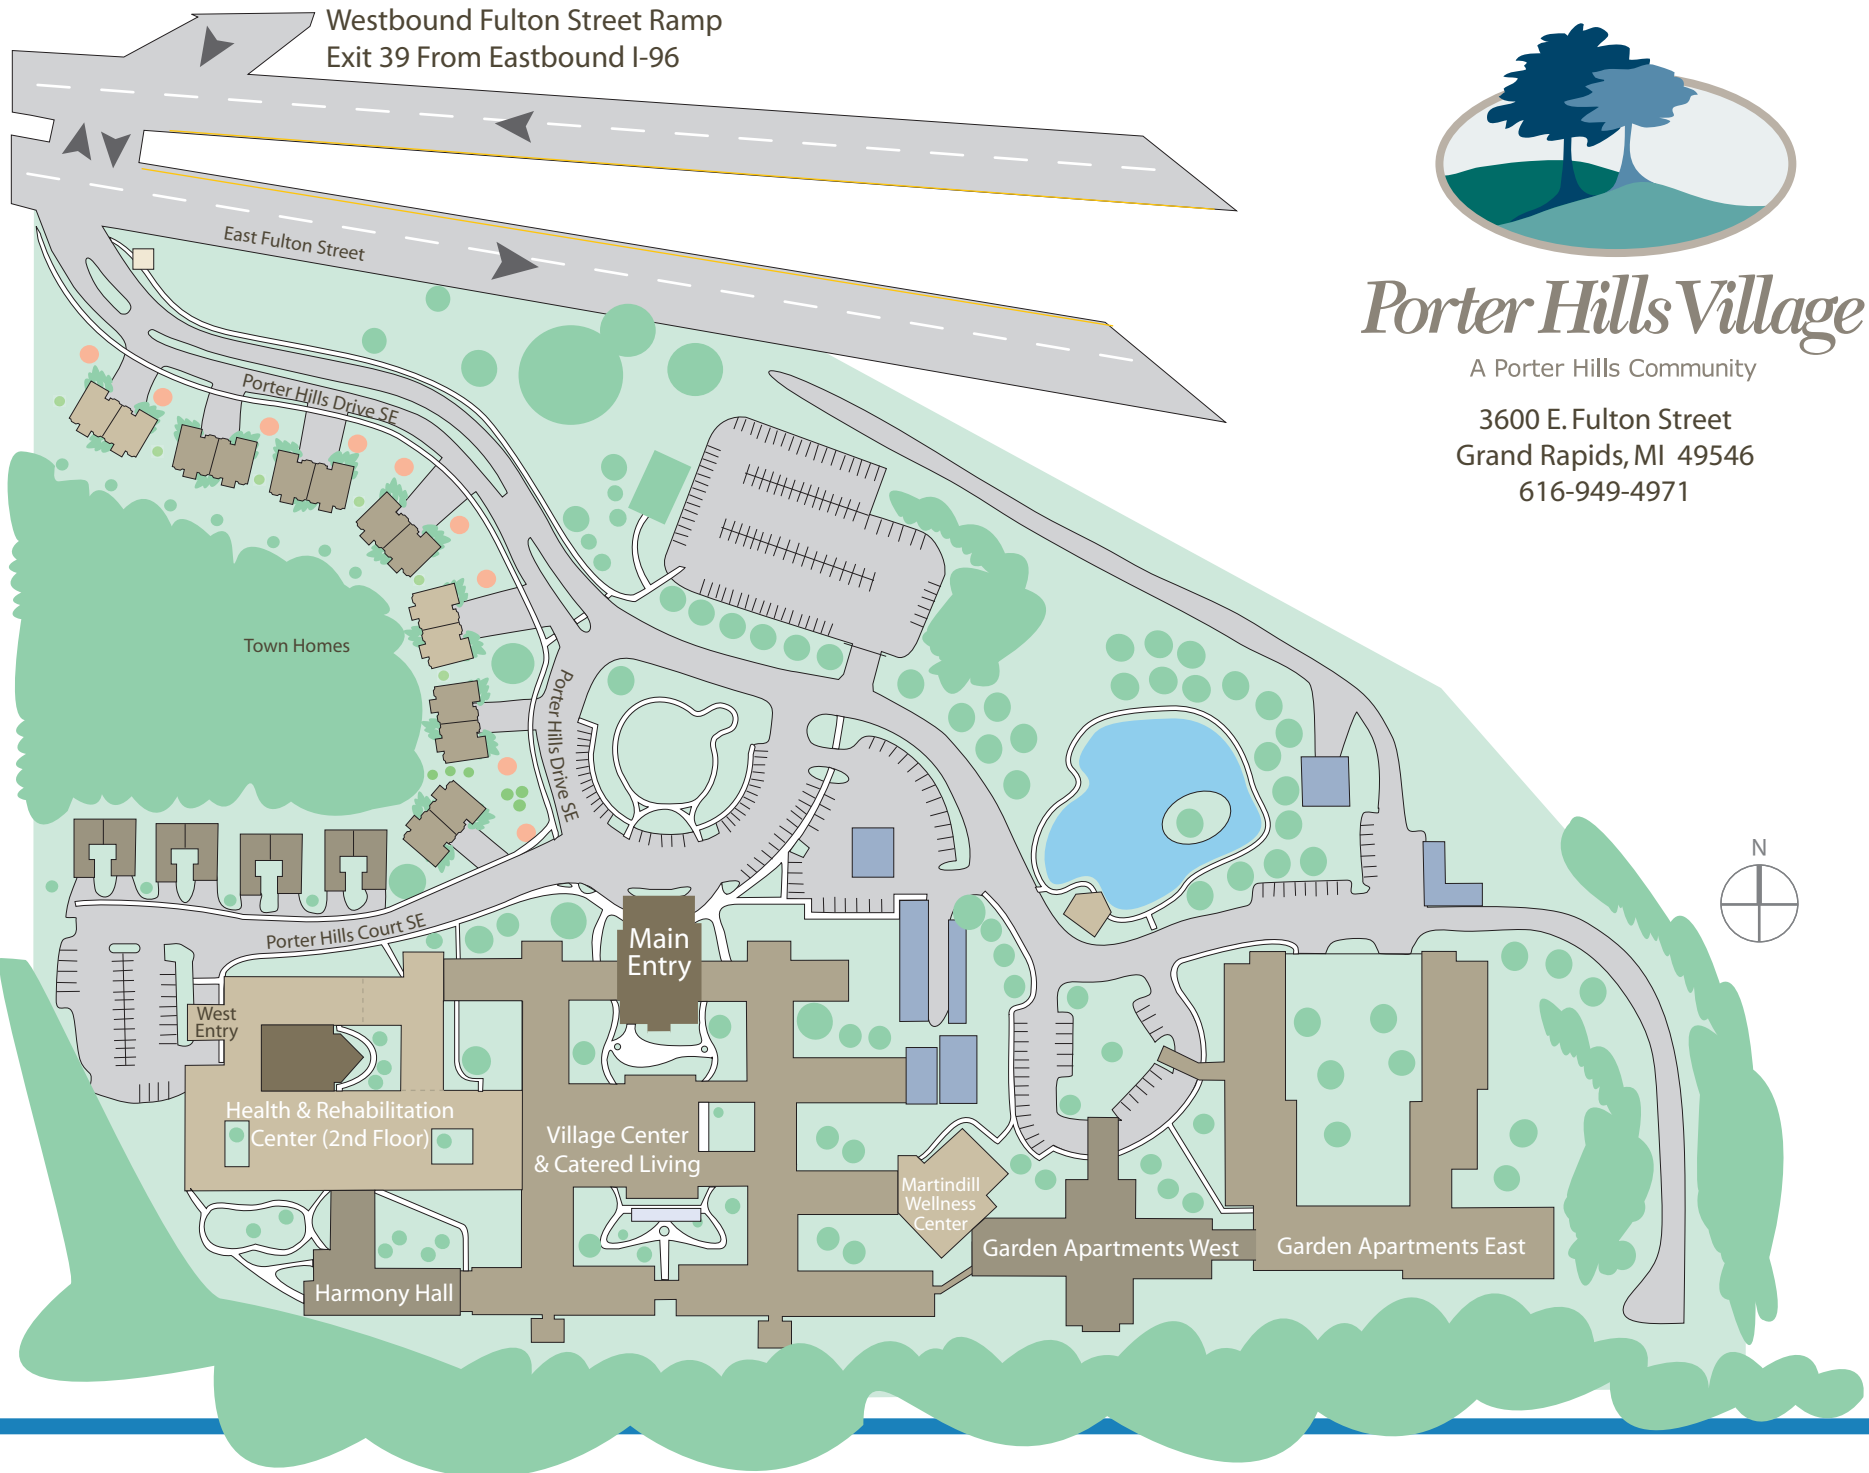 Westbound Fulton Street Ramp
Exit 39 From Eastbound I-96
East Fulton Street
Porter Hills Village
A Porter Hills Community
3600 E. Fulton Street
Grand Rapids, MI 49546
616-949-4971
Porter Hills Drive SE
Town Homes
Porter Hills Drive SE
N
Porter Hills Court SE
Main
Entry
West
Entry
Health & Rehabilitation
Center (2nd Floor)
Village Center
& Catered Living
Martindill
Wellness
Center
Garden Apartments West
Garden Apartments East
Harmony Hall